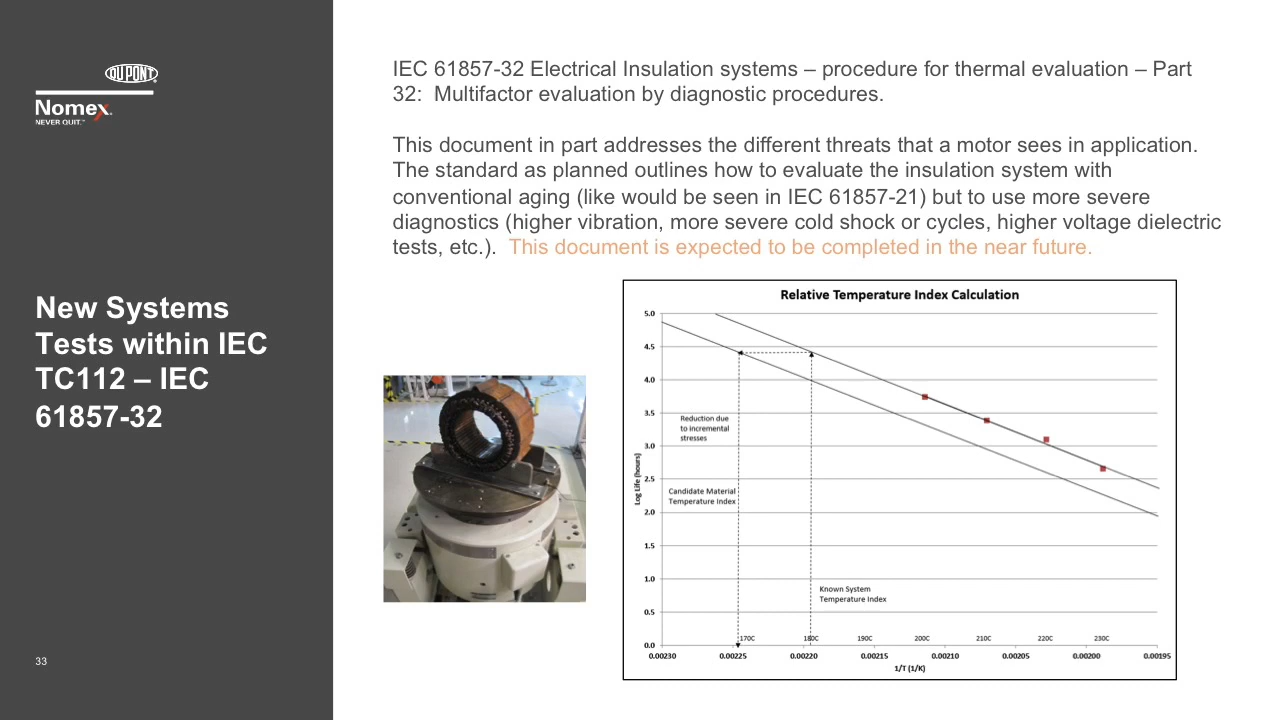 DUPONT®
Nomex®
NEVER QUIT.™
New Systems
Tests within IEC
TC112 – IEC
61857-32
33
IEC 61857-32 Electrical Insulation systems – procedure for thermal evaluation – Part
32:  Multifactor evaluation by diagnostic procedures.
This document in part addresses the different threats that a motor sees in application.
The standard as planned outlines how to evaluate the insulation system with
conventional aging (like would be seen in IEC 61857-21) but to use more severe
diagnostics (higher vibration, more severe cold shock or cycles, higher voltage dielectric
tests, etc.).  This document is expected to be completed in the near future.
Relative Temperature Index Calculation
Log Life (hours)
5.0
4.5
4.0
3.5
3.0
2.5
2.0
1.5
1.0
0.5
0.0
Reduction due
to incremental
stresses
Candidate Material
Temperature Index
Known System
Temperature Index
170C 180C 190C 200C 210C 220C 230C
0.00230 0.00225 0.00220 0.00215 0.00210 0.00205 0.00200 0.00195
1/T (1/K)